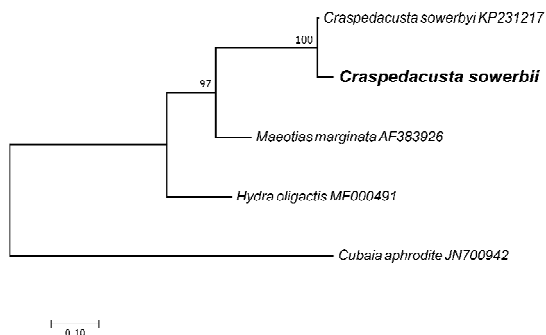 Craspedacusta sowerbyi KP231217
100
Craspedacusta sowerbii
97
Maeotias marginata AF383926
Hydra oligactis MF000491
Cubaia aphrodite JN700942
0.10